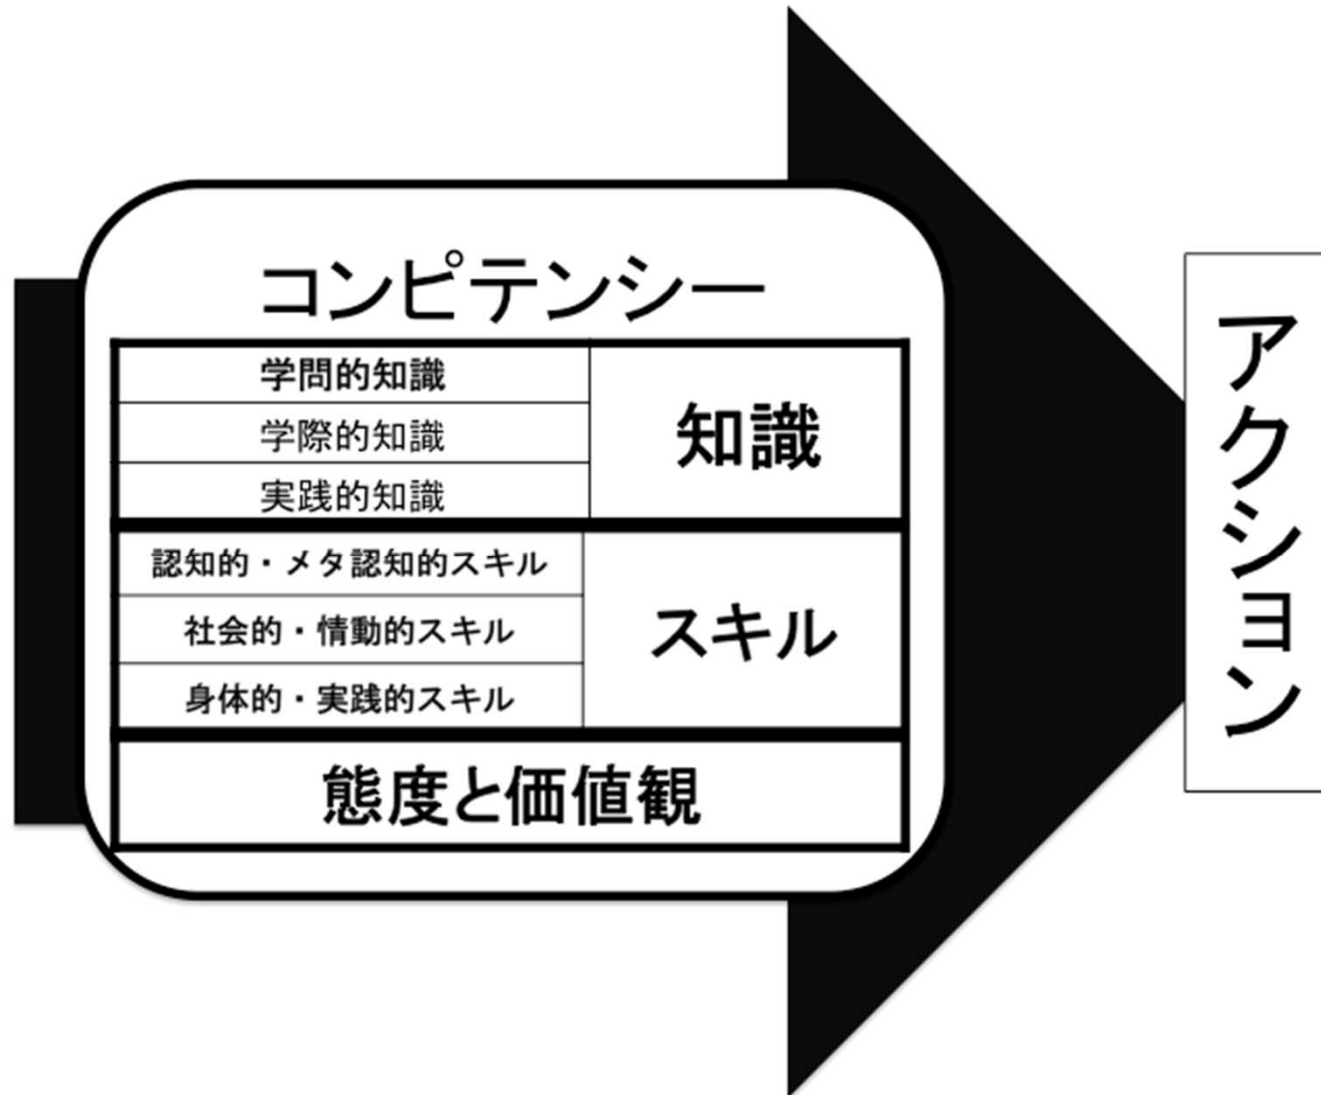 コンピテンシー
学問的知識
学際的知識
実践的知識
知識
認知的・メタ認知的スキル
社会的・情動的スキル
身体的・実践的スキル
スキル
態度と価値観
アクション